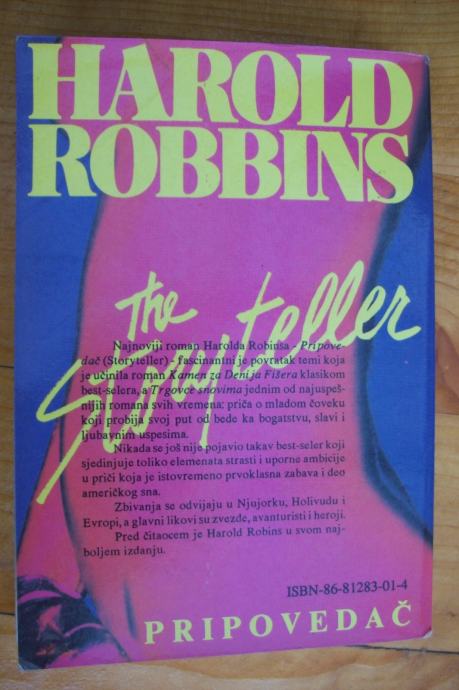 HAROLD
ROBBINS
The
Storyteller
Najnoviji roman Harolda Robinsa - Pripove-
dač (Storyteller) - fascinantni je povratak temi koja
je učinila roman Kamen za Denija Fišera klasikom
best-selera, a Trgovce snovima jednim od najuspeš-
nijih romana svih vremena: priča o mladom čoveku
koji probija svoj put od bede ka bogatstvu, slavi i
ljubavnim uspesima.
Nikada se još nije pojavio takav best-seler koji
sjedinjuje toliko elemenata strasti i uporne ambicije
u priči koja je istovremeno prvoklasna zabava i deo
američkog sna.
Zbivanja se odvijaju u Njujorku, Holivudu i
Evropi, a glavni likovi su zvezde, avanturisti i heroji.
Pred čitaocem je Harold Robins u svom naj-
boljem izdanju.
ISBN-86-81283-01-4
PRIPOVEDAČ